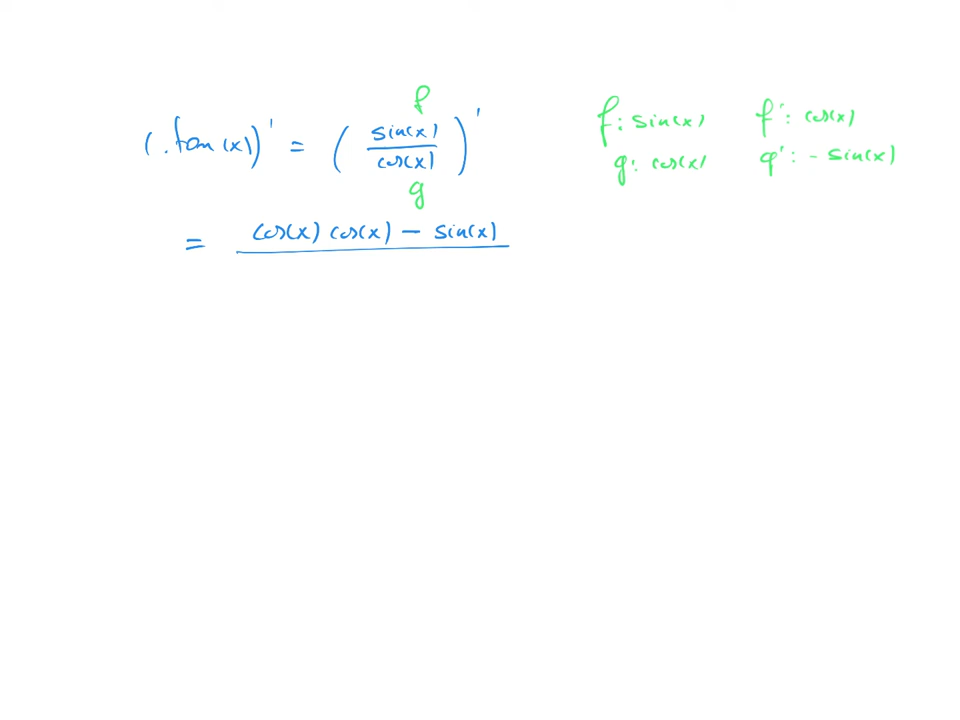 f
(tan(x))' = ( sin(x) / cos(x) )'
g
f: sin(x) f': cos(x)
g: cos(x) g': - sin(x)
= cos(x) cos(x) - sin(x)